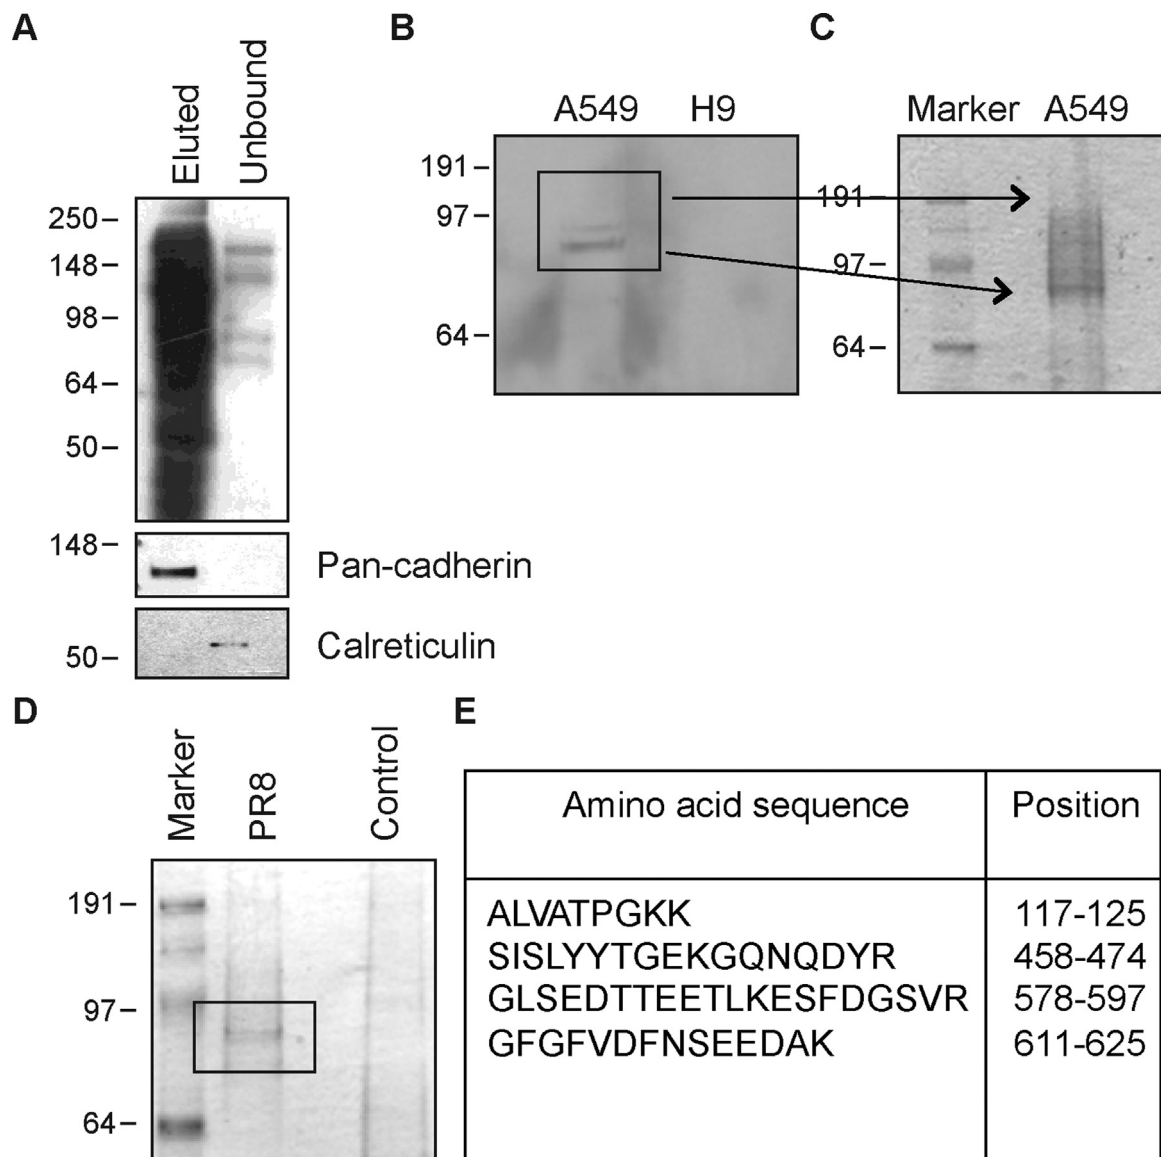 A
Eluted
Unbound
250
148
98
64
50
148
Pan-cadherin
50
Calreticulin
B
A549 H9
191
97
64
C
Marker A549
191
97
64
D
Marker
PR8
Control
191
97
64
E
Amino acid sequence Position
ALVATPGKK 117-125
SISLYYTGEKGQNQDYR 458-474
GLSEDTTEETLKESFDGSVR 578-597
GFGFVDFNSEEDAK 611-625